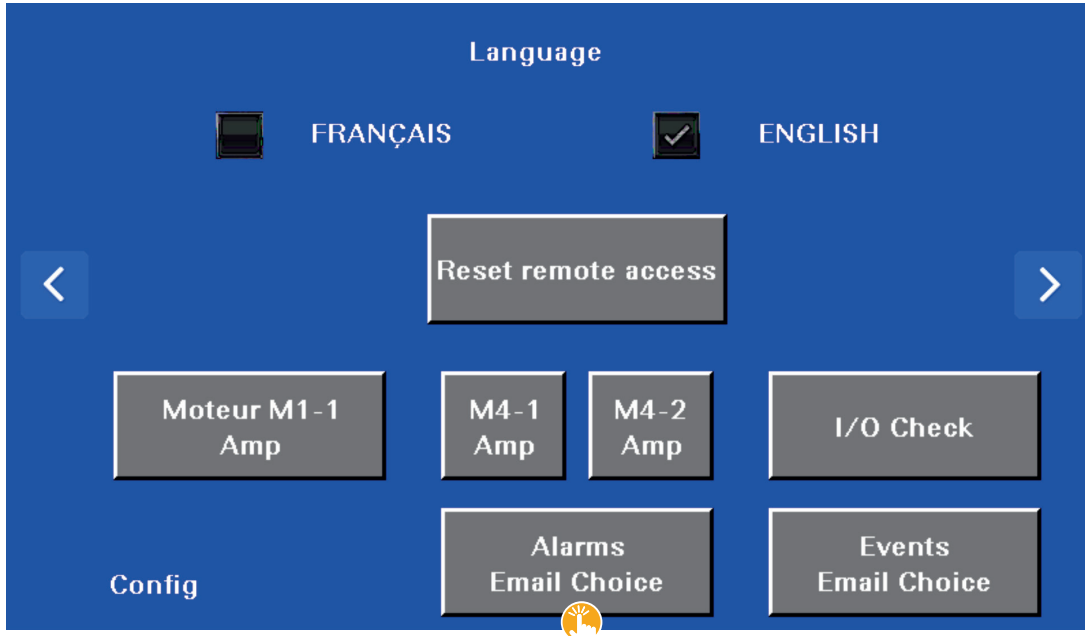 Language
FRANÇAIS
ENGLISH
Reset remote access
Moteur M1-1
Amp
M4-1
Amp
M4-2
Amp
I/O Check
Config
Alarms
Email Choice
Events
Email Choice